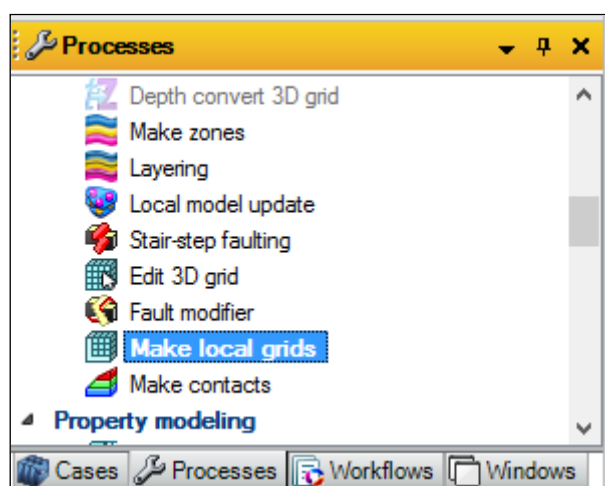 Processes
Depth convert 3D grid
Make zones
Layering
Local model update
Stair-step faulting
Edit 3D grid
Fault modifier
Make local grids
Make contacts
Property modeling
Cases Processes Workflows Windows